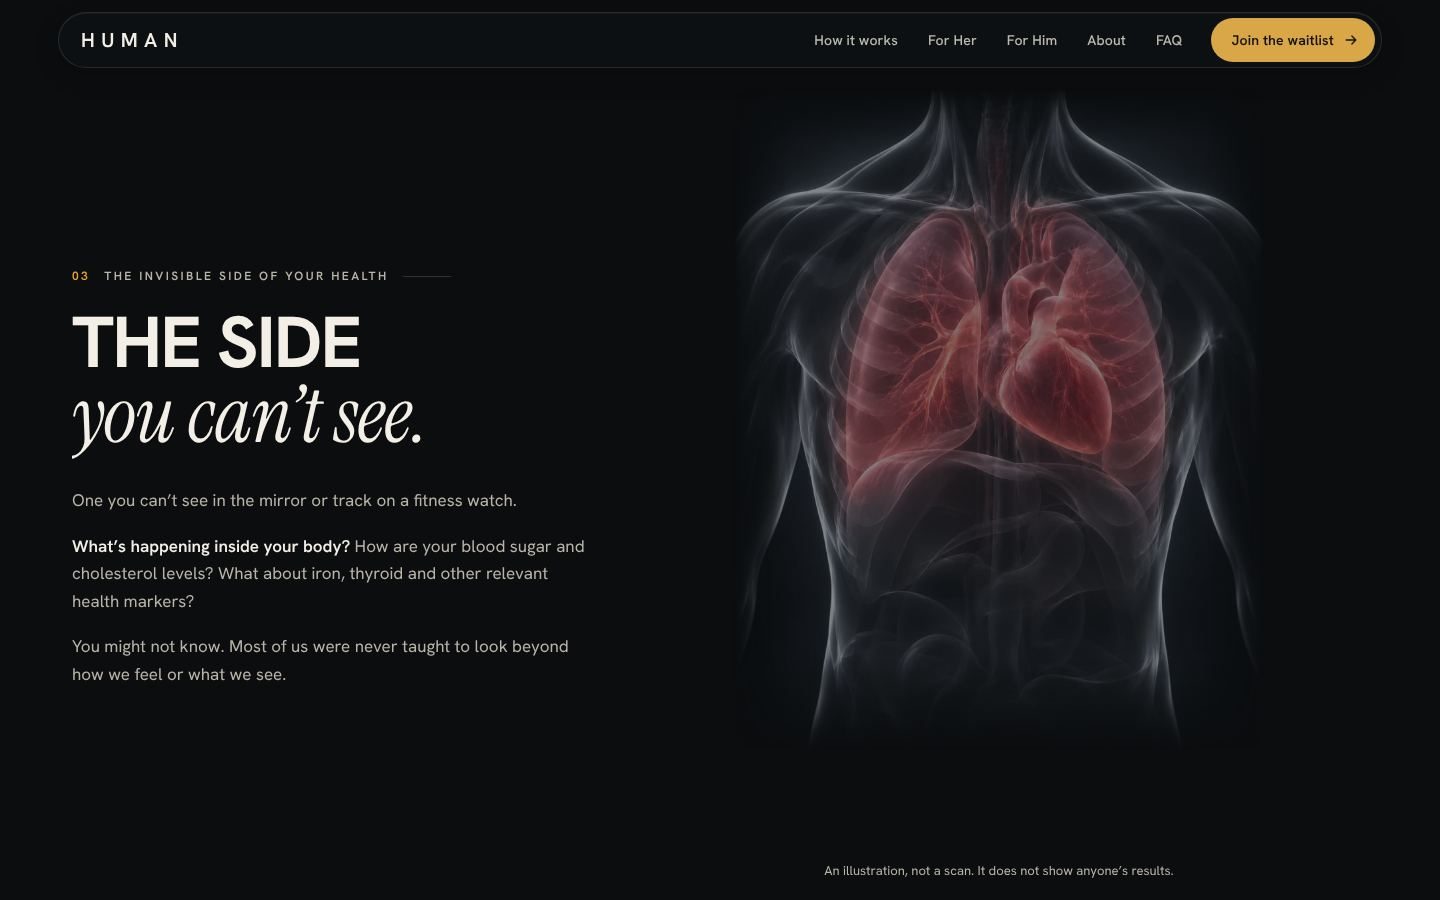 HUMAN
How it works
For Her
For Him
About
FAQ
Join the waitlist →
03 THE INVISIBLE SIDE OF YOUR HEALTH
THE SIDE
you can’t see.
One you can’t see in the mirror or track on a fitness watch.
What’s happening inside your body? How are your blood sugar and
cholesterol levels? What about iron, thyroid and other relevant
health markers?
You might not know. Most of us were never taught to look beyond
how we feel or what we see.
An illustration, not a scan. It does not show anyone’s results.